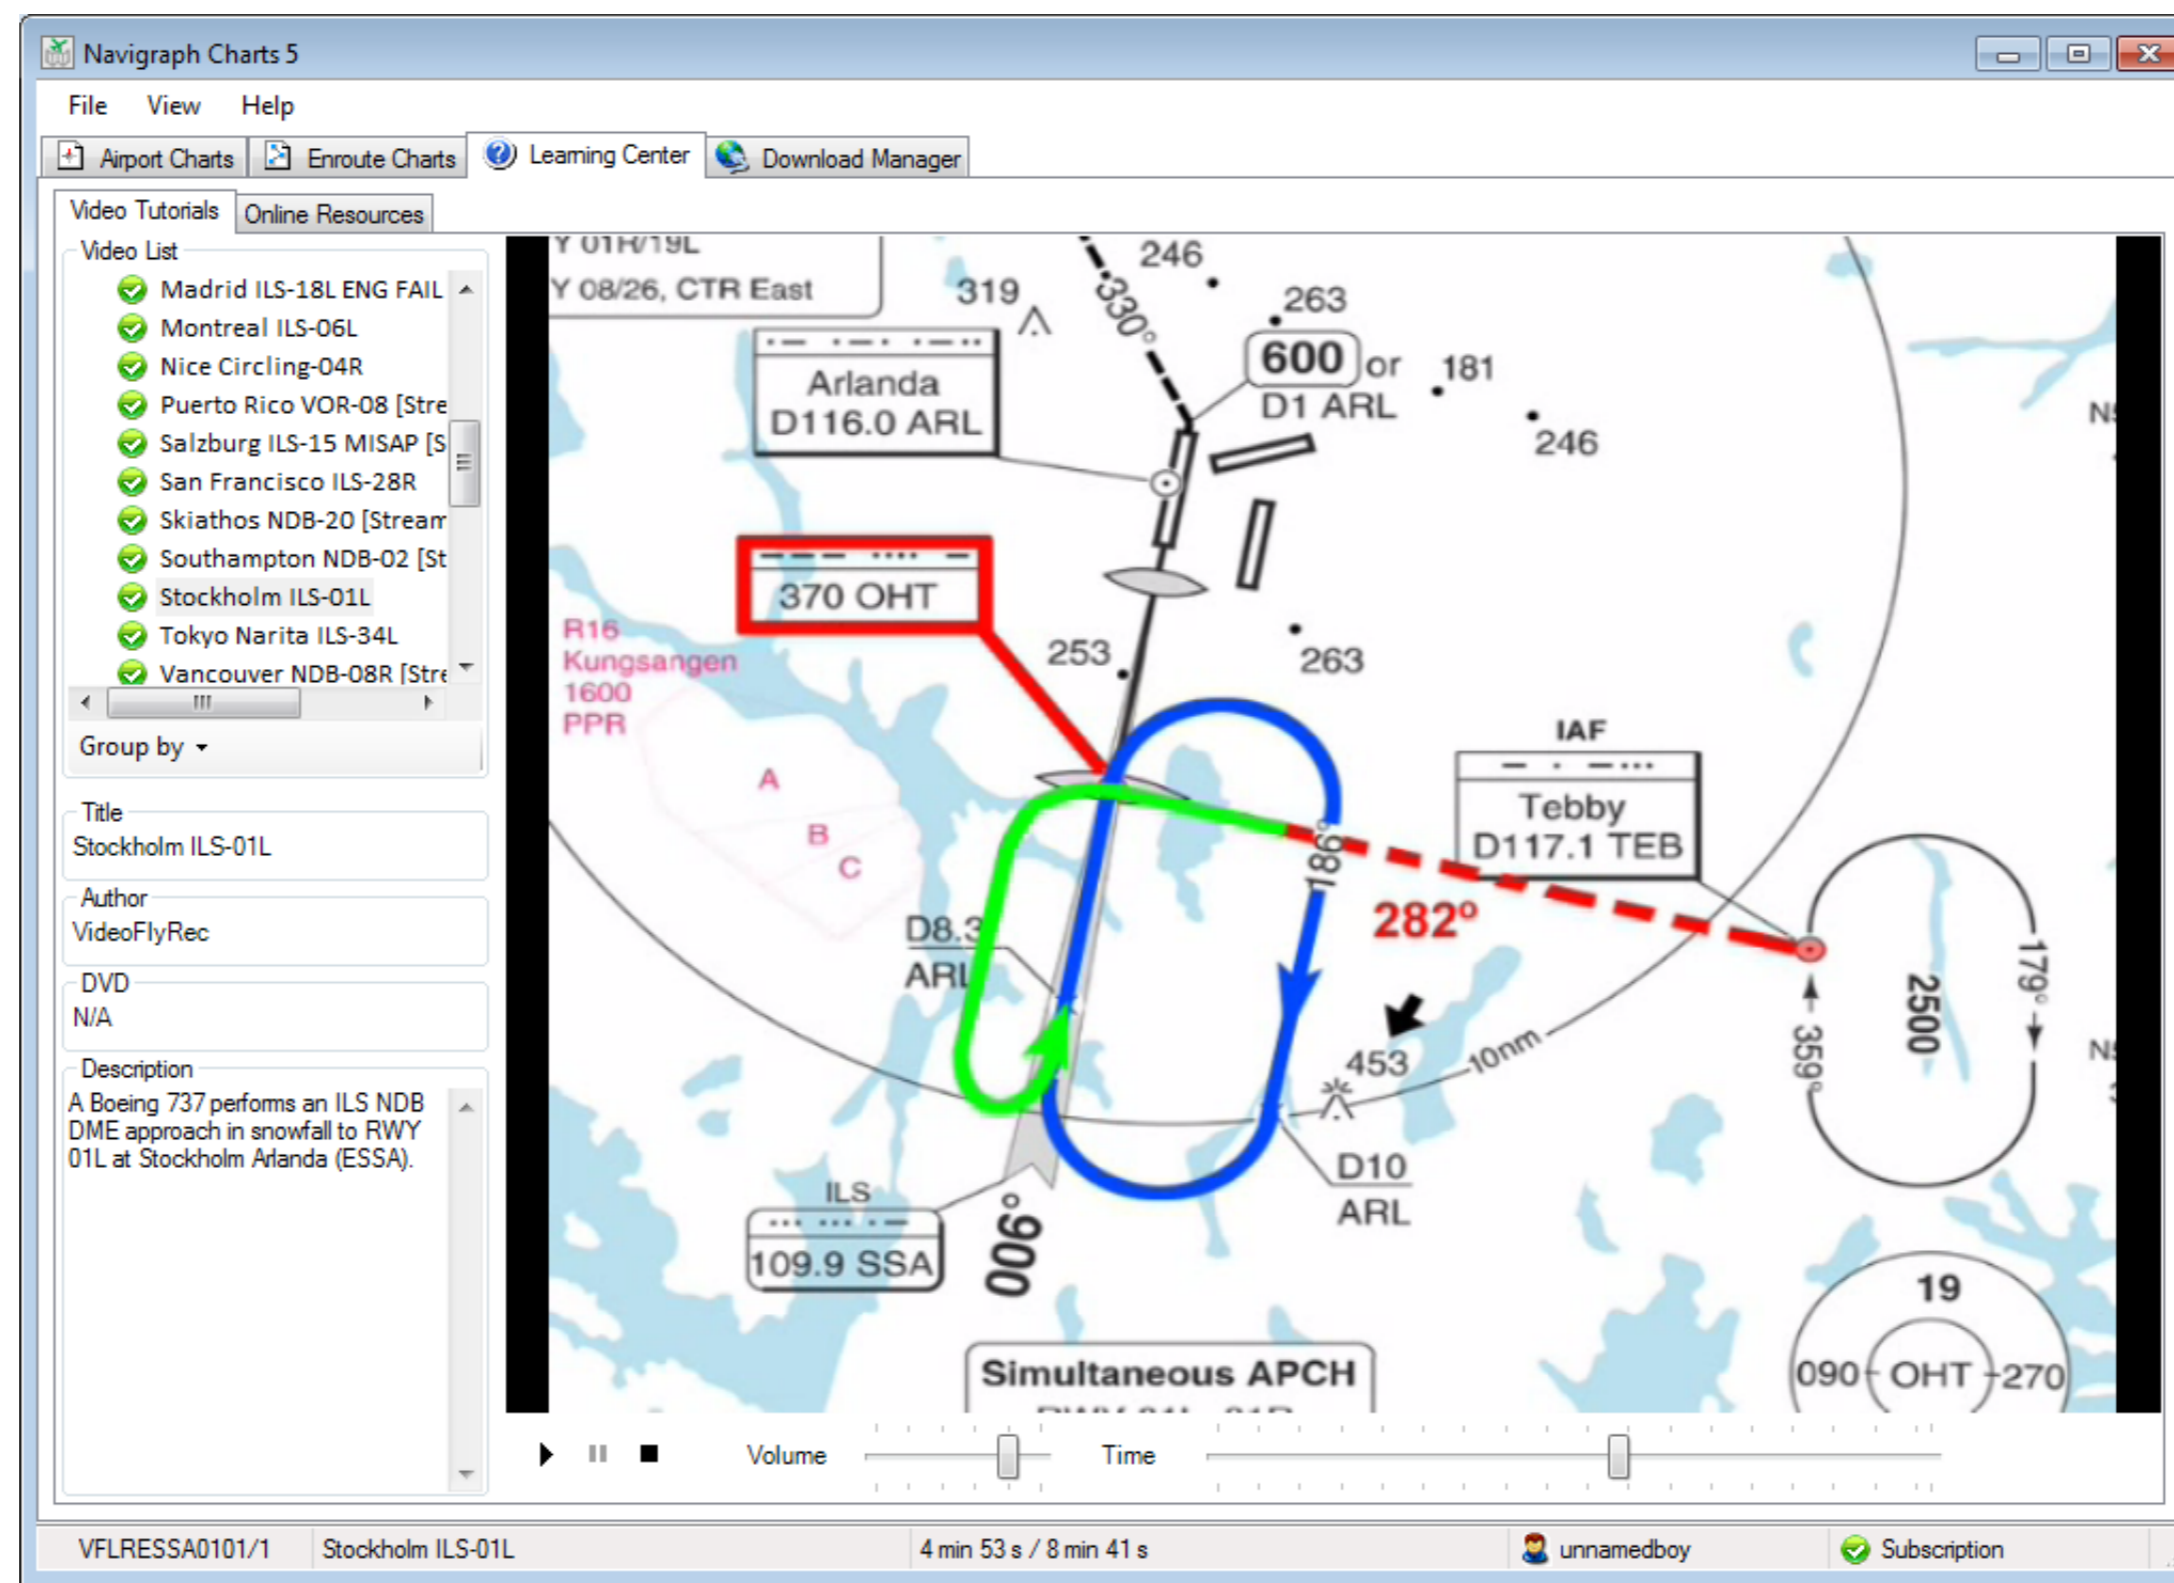 Navigraph Charts 5
File View Help
Airport Charts Enroute Charts Learning Center Download Manager
Video Tutorials Online Resources
Video List
Madrid ILS-18L ENG FAIL
Montreal ILS-06L
Nice Circling-04R
Puerto Rico VOR-08 [Stre
Salzburg ILS-15 MISAP [S
San Francisco ILS-28R
Skiathos NDB-20 [Stream
Southampton NDB-02 [St
Stockholm ILS-01L
Tokyo Narita ILS-34L
Vancouver NDB-08R [Stre
Group by
Title
Stockholm ILS-01L
Author
VideoFlyRec
DVD
N/A
Description
A Boeing 737 performs an ILS NDB
DME approach in snowfall to RWY
01L at Stockholm Arlanda (ESSA).
Y 01R/19L
Y 08/26, CTR East
319
246
263
330°
600 or
D1 ARL
181
246
Arlanda
D116.0 ARL
370 OHT
R16
Kungsangen
1600
PPR
A
B
C
253
263
IAF
Tebby
D117.1 TEB
186°
282°
D8.3
ARL
179°
2500
359°
453
10nm
D10
ARL
ILS
109.9 SSA
006°
19
090 OHT 270
Simultaneous APCH
Volume Time
VFLRESSA0101/1 Stockholm ILS-01L 4 min 53 s / 8 min 41 s unnamedboy Subscription